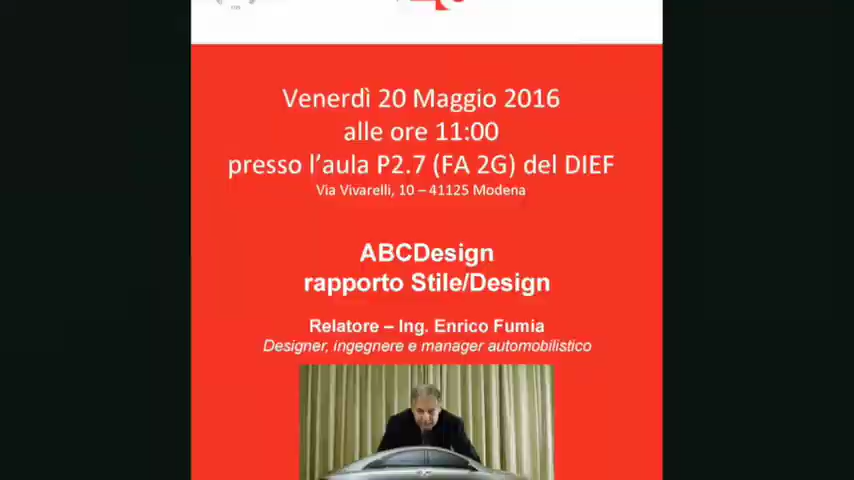 Venerdì 20 Maggio 2016
alle ore 11:00
presso l'aula P2.7 (FA 2G) del DIEF
Via Vivarelli, 10 – 41125 Modena
ABCDesign
rapporto Stile/Design
Relatore – Ing. Enrico Fumia
Designer, ingegnere e manager automobilistico